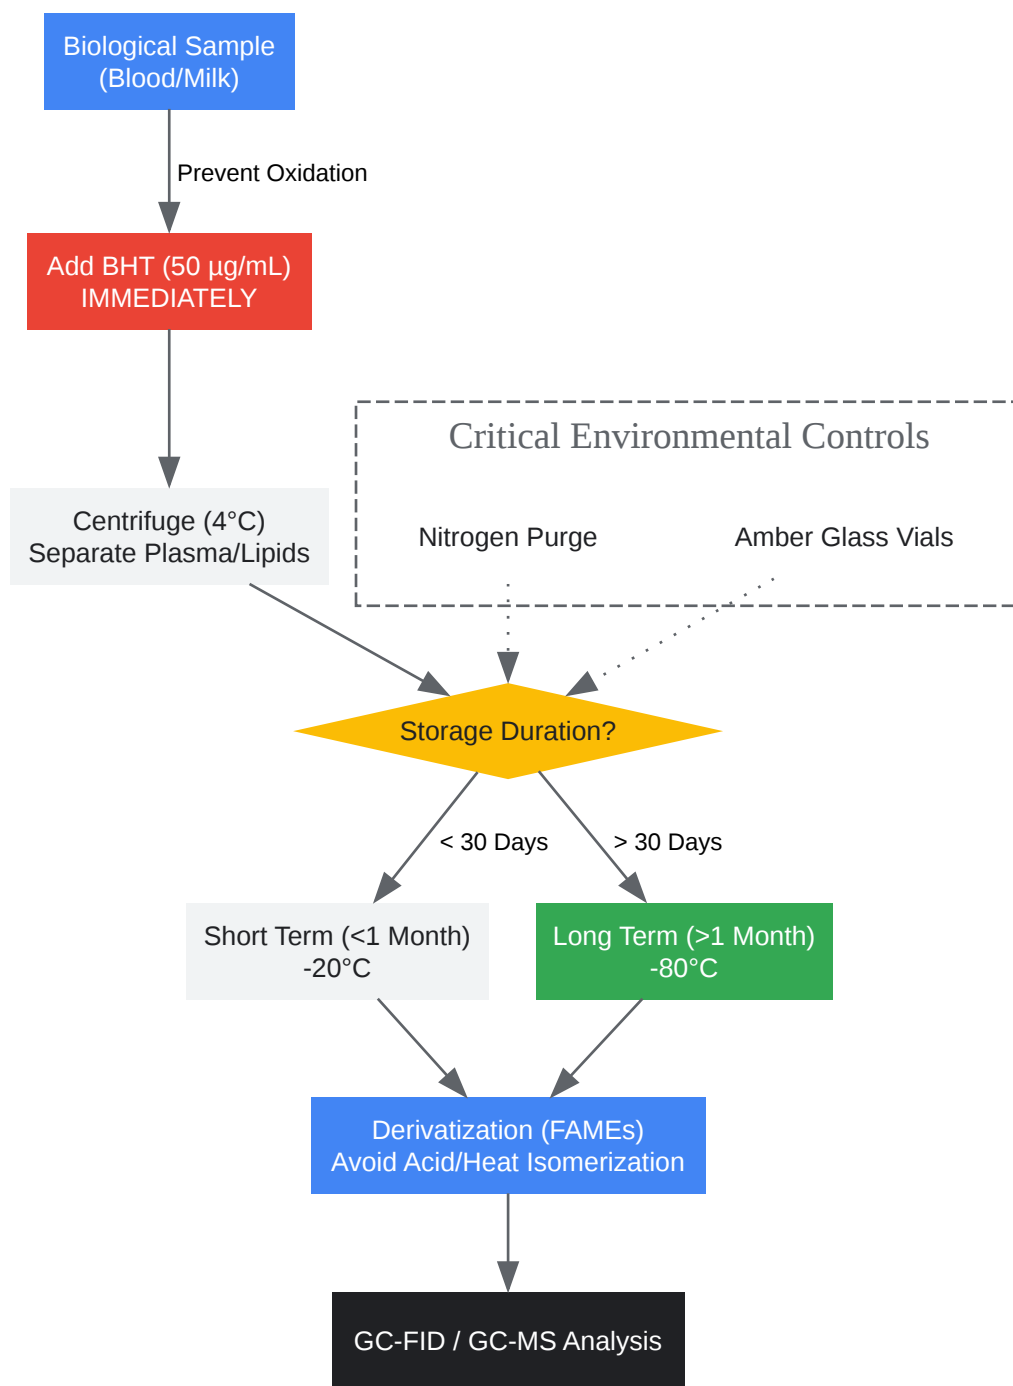 Biological Sample
(Blood/Milk)
Prevent Oxidation
Add BHT (50 µg/mL)
IMMEDIATELY
Critical Environmental Controls
Centrifuge (4°C)
Separate Plasma/Lipids
Nitrogen Purge
Amber Glass Vials
Storage Duration?
< 30 Days
> 30 Days
Short Term (<1 Month)
-20°C
Long Term (>1 Month)
-80°C
Derivatization (FAMEs)
Avoid Acid/Heat Isomerization
GC-FID / GC-MS Analysis